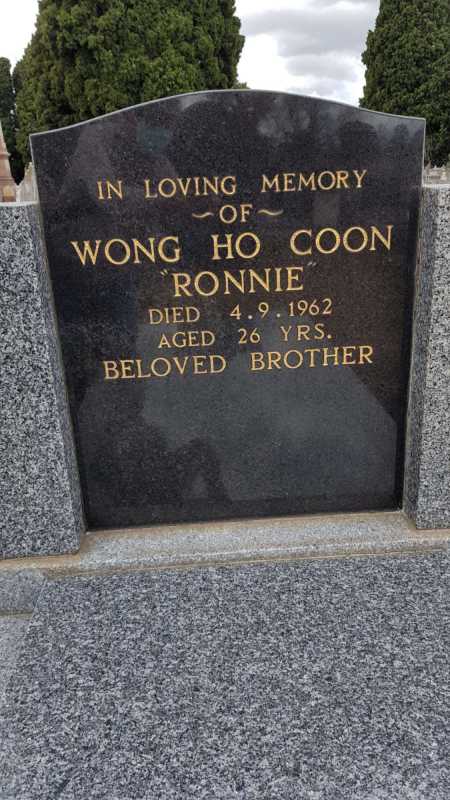 IN LOVING MEMORY
~OF~
WONG HO COON
"RONNIE"
DIED 4.9.1962
AGED 26 YRS.
BELOVED BROTHER